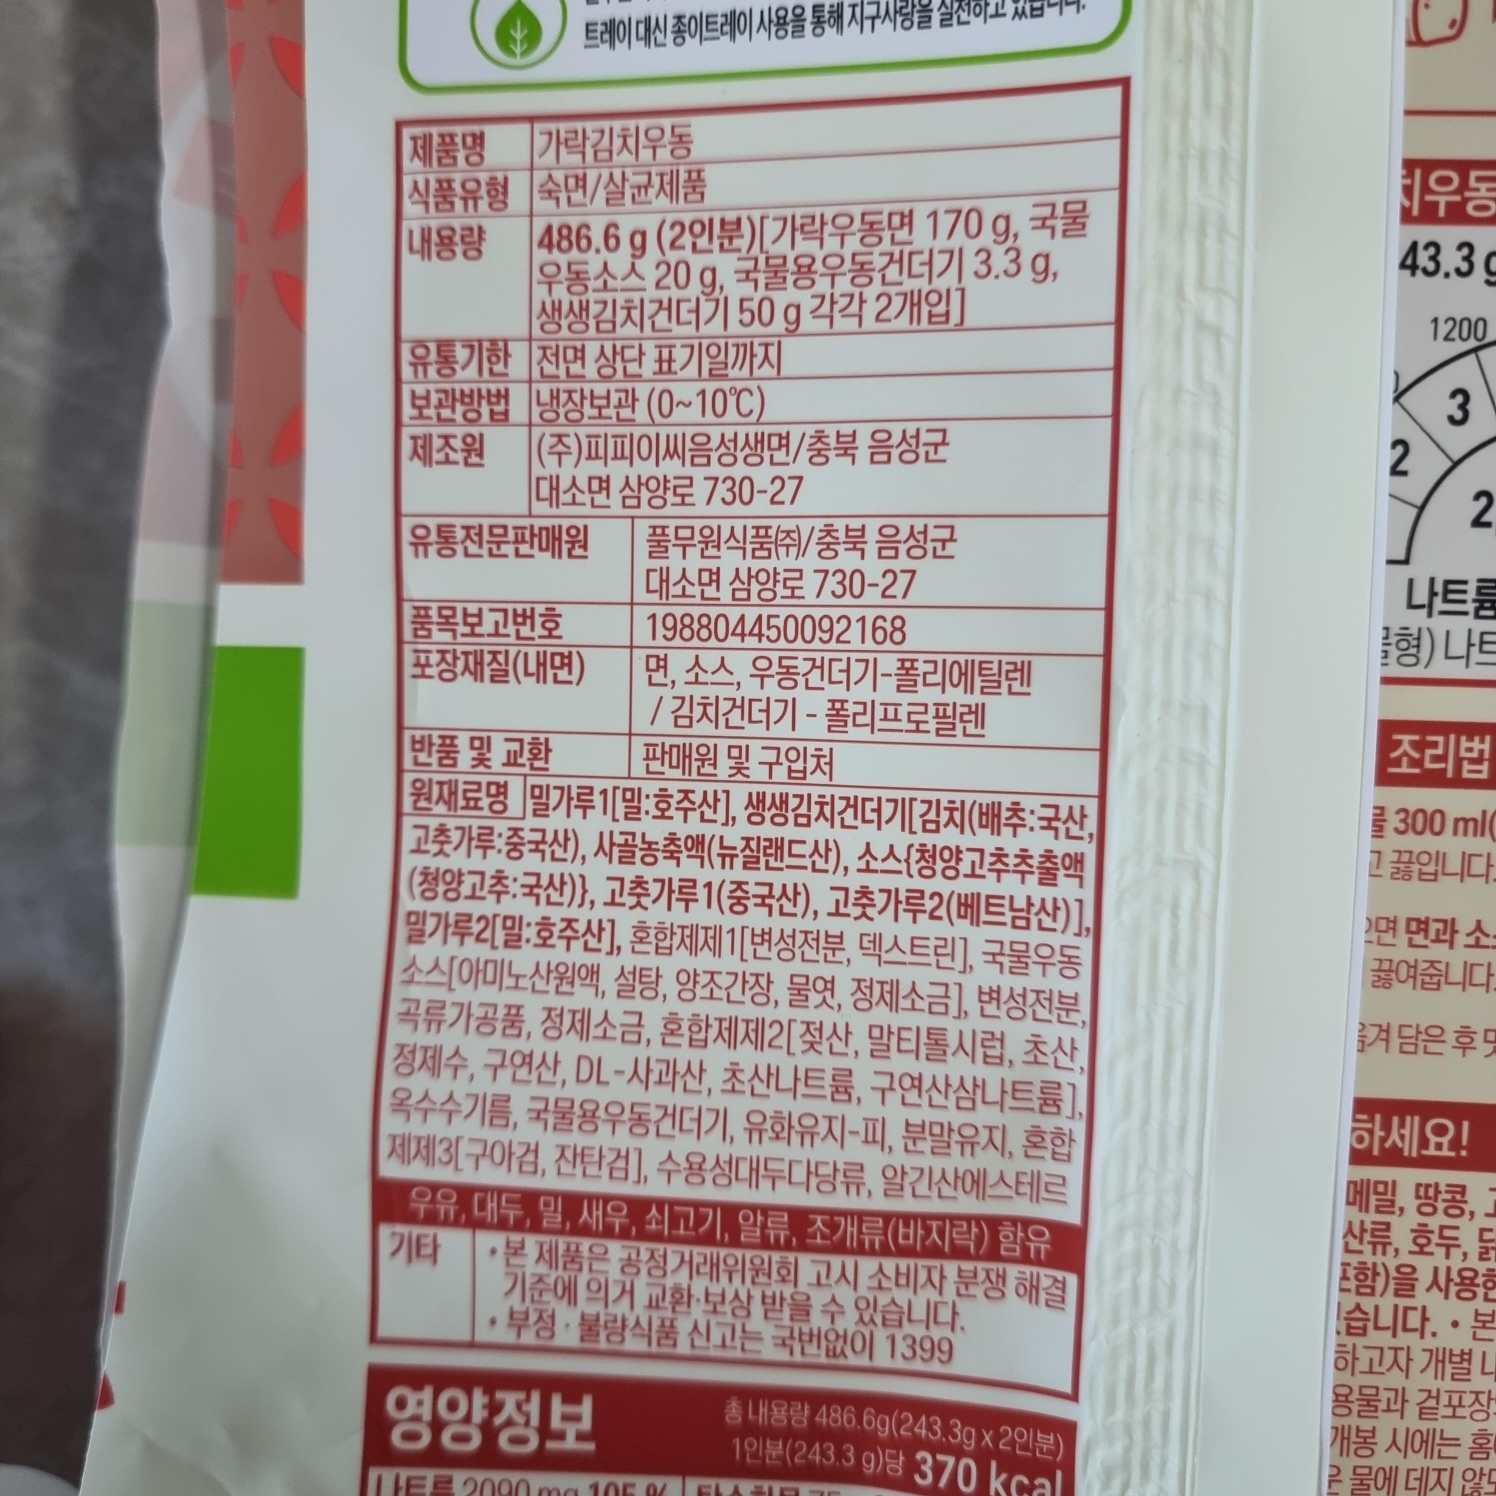 트레이 대신 종이트레이 사용을 통해 지구사랑을 실천하고 있습니다.
제품명 가락김치우동
식품유형 숙면/살균제품
내용량 486.6 g (2인분)[가락우동면 170 g, 국물
우동소스 20 g, 국물용우동건더기 3.3 g,
생생김치건더기 50 g 각각 2개입]
유통기한 전면 상단 표기일까지
보관방법 냉장보관 (0~10℃)
제조원 (주)피피이씨음성생면/충북 음성군
대소면 삼양로 730-27
유통전문판매원 풀무원식품㈜/충북 음성군
대소면 삼양로 730-27
품목보고번호 198804450092168
포장재질(내면) 면, 소스, 우동건더기-폴리에틸렌
/ 김치건더기 - 폴리프로필렌
반품 및 교환 판매원 및 구입처
원재료명 밀가루1[밀:호주산], 생생김치건더기[김치(배추:국산,
고춧가루:중국산), 사골농축액(뉴질랜드산), 소스{청양고추추출액
(청양고추:국산)}, 고춧가루1(중국산), 고춧가루2(베트남산)],
밀가루2[밀:호주산], 혼합제제1[변성전분, 덱스트린], 국물우동
소스[아미노산원액, 설탕, 양조간장, 물엿, 정제소금], 변성전분,
곡류가공품, 정제소금, 혼합제제2[젖산, 말티톨시럽, 초산,
정제수, 구연산, DL-사과산, 초산나트륨, 구연산삼나트륨],
옥수수기름, 국물용우동건더기, 유화유지-피, 분말유지, 혼합
제제3[구아검, 잔탄검], 수용성대두다당류, 알긴산에스테르
우유, 대두, 밀, 새우, 쇠고기, 알류, 조개류(바지락) 함유
기타 • 본 제품은 공정거래위원회 고시 소비자 분쟁 해결
기준에 의거 교환·보상 받을 수 있습니다.
• 부정 · 불량식품 신고는 국번없이 1399
영양정보
총 내용량 486.6g(243.3g x 2인분)
1인분(243.3 g)당 370 kcal
나트륨 2090 mg 105 %
치우동
43.3 g
1200
3
2
2
나트륨
형) 나트
조리법
300 ml(
끓입니다.
면과 소
끓여줍니다.
담은 후
하세요!
메밀, 땅콩,
산류, 호두,
함)을 사용한
습니다. • 본
하고자 개별
용물과 겉포장
개봉 시에는
물에 데지